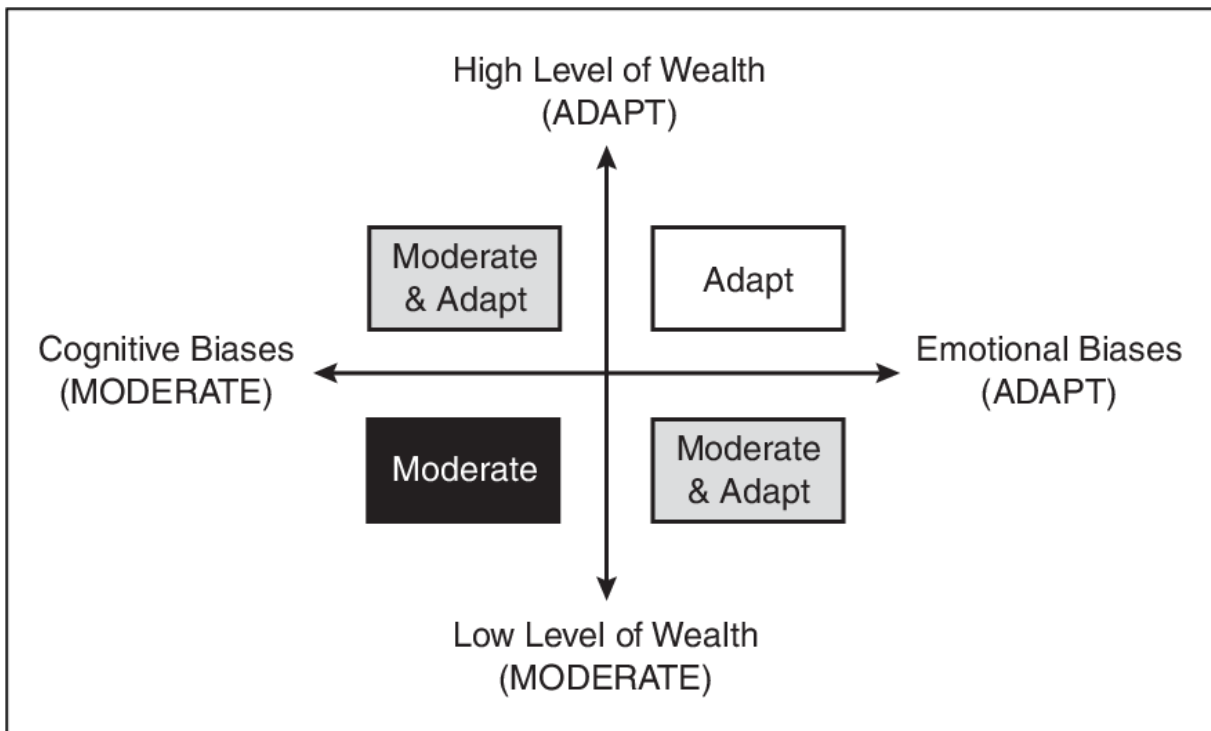 High Level of Wealth
(ADAPT)
Moderate
& Adapt
Adapt
Cognitive Biases
(MODERATE)
Emotional Biases
(ADAPT)
Moderate
Moderate
& Adapt
Low Level of Wealth
(MODERATE)